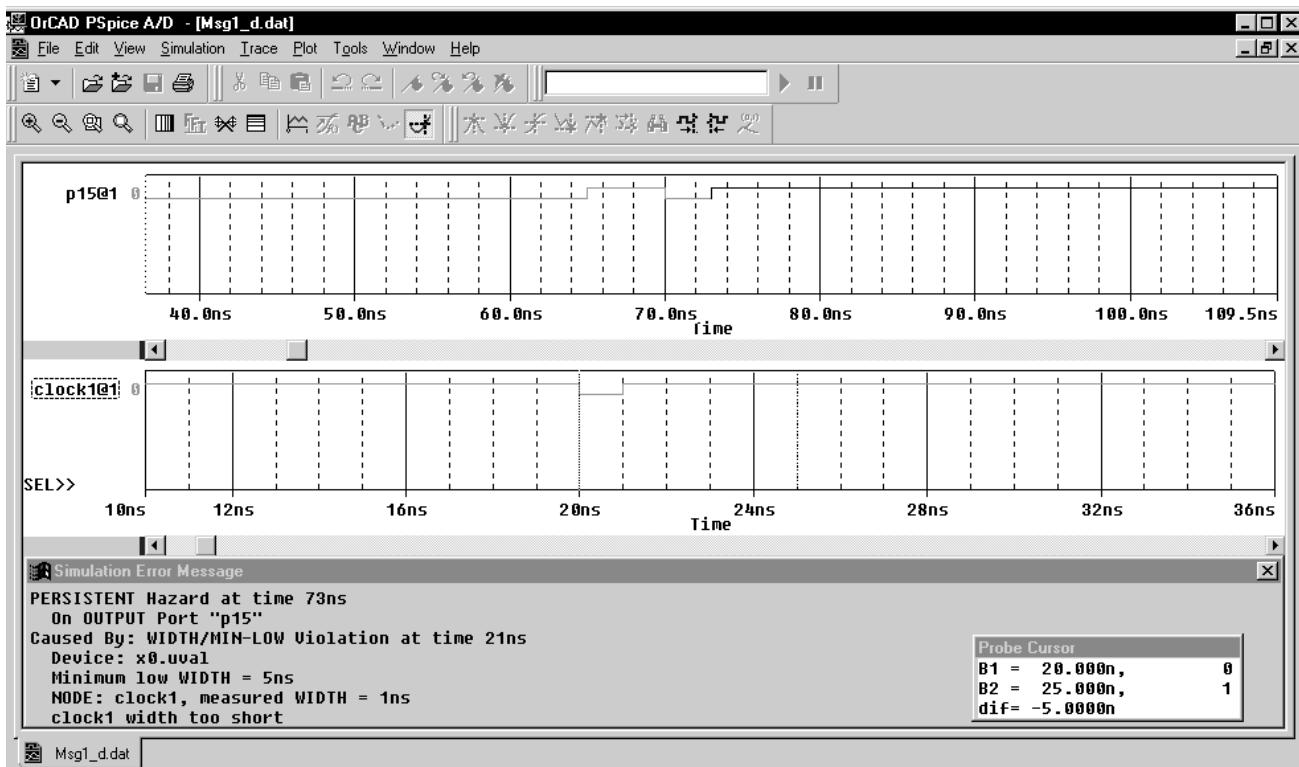 OrCAD PSpice A/D - [Msg1_d.dat]
File Edit View Simulation Trace Plot Tools Window Help
p15@1 0
40.0ns 50.0ns 60.0ns 70.0ns 80.0ns 90.0ns 100.0ns 109.5ns
Time
clock1@1 0
SEL>>
10ns 12ns 16ns 20ns 24ns 28ns 32ns 36ns
Time
Simulation Error Message
PERSISTENT Hazard at time 73ns
On OUTPUT Port "p15"
Caused By: WIDTH/MIN-LOW Violation at time 21ns
Device: x0.uval
Minimum low WIDTH = 5ns
NODE: clock1, measured WIDTH = 1ns
clock1 width too short
Probe Cursor
B1 = 20.000n, 0
B2 = 25.000n, 1
dif= -5.0000n
Msg1_d.dat